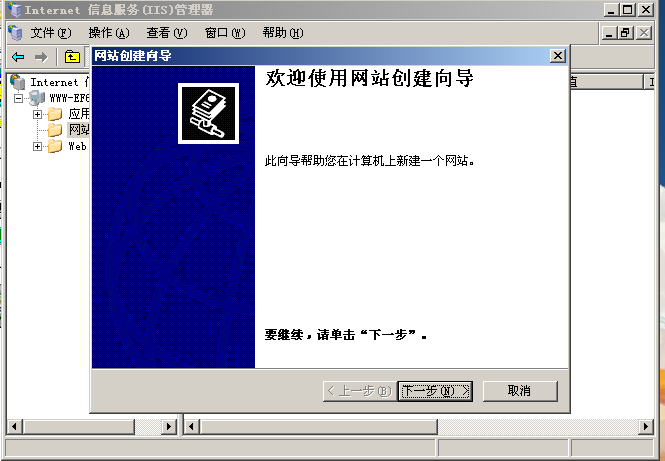 Internet 信息服务(IIS)管理器
文件(F) 操作(A) 查看(V) 窗口(W) 帮助(H)
网站创建向导
欢迎使用网站创建向导
Internet
WWW-EF6
应用
网站
Web
值
此向导帮助您在计算机上新建一个网站。
要继续，请单击“下一步”。
< 上一步(B) 下一步(N) > 取消